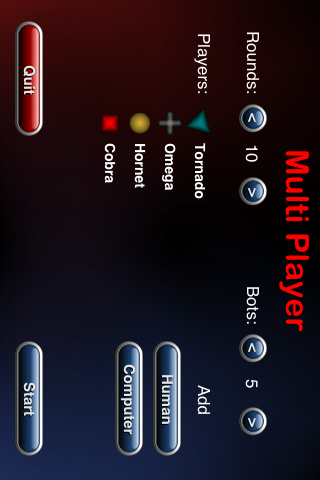 Multi Player
Rounds: < 10 > Bots: < 5 >
Players: Add
Tornado
Omega
Hornet
Cobra
Human
Computer
Quit Start